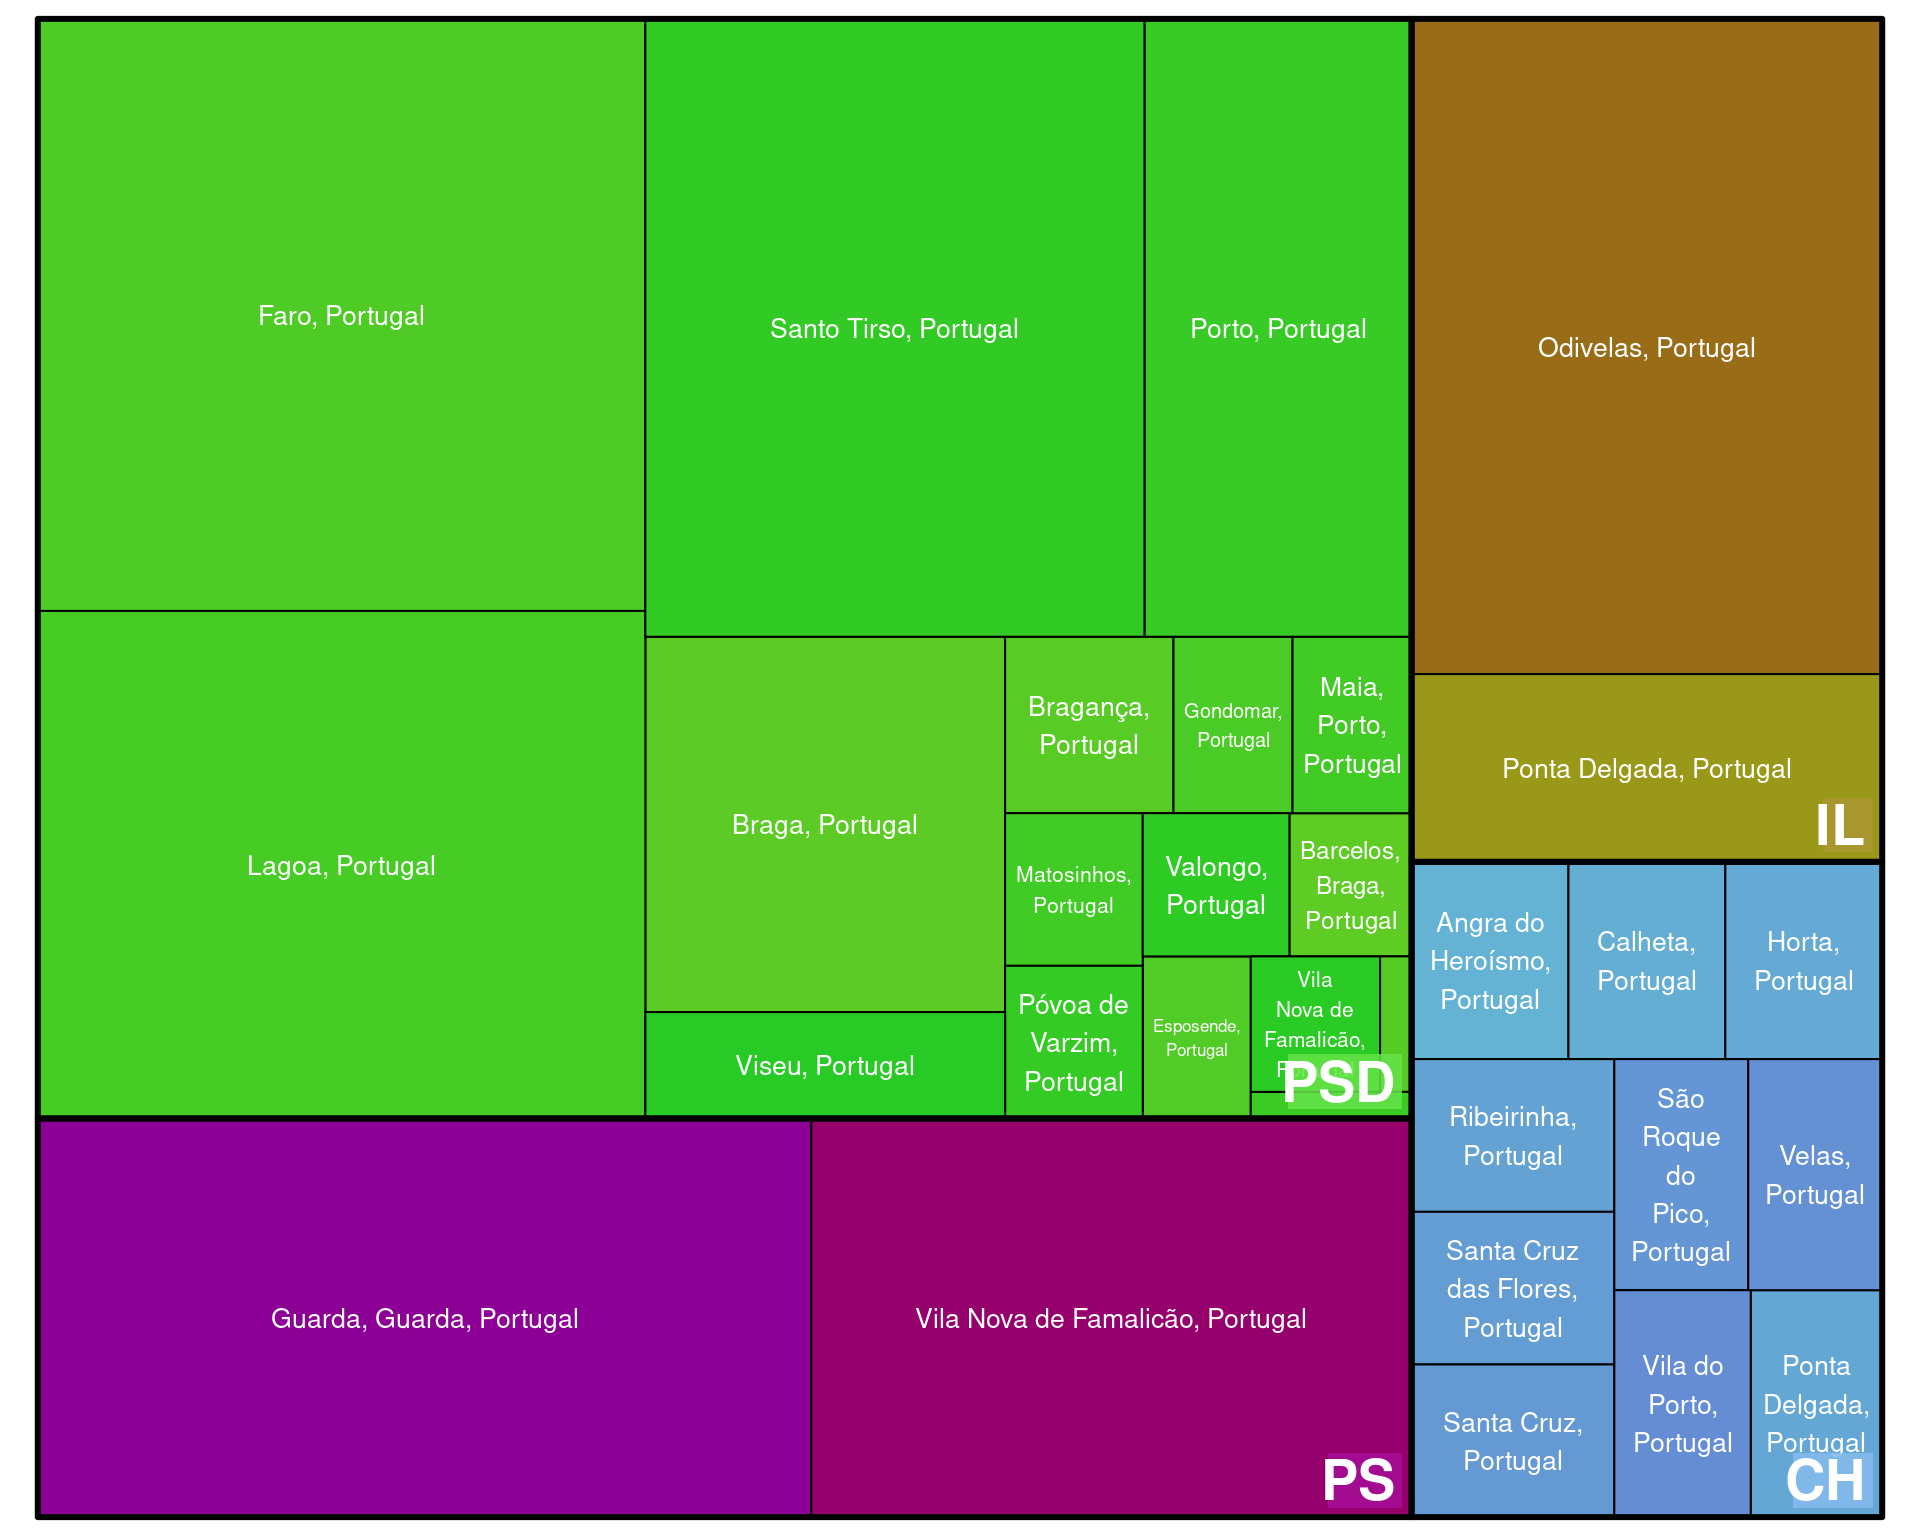 Faro, Portugal
Santo Tirso, Portugal
Porto, Portugal
Odivelas, Portugal
Lagoa, Portugal
Braga, Portugal
Bragança,
Portugal
Gondomar,
Portugal
Maia,
Porto,
Portugal
Ponta Delgada, Portugal
IL
Matosinhos,
Portugal
Valongo,
Portugal
Barcelos,
Braga,
Portugal
Viseu, Portugal
Póvoa de
Varzim,
Portugal
Esposende,
Portugal
Vila
Nova de
Famalicão,
PSD
Angra do
Heroísmo,
Portugal
Calheta,
Portugal
Horta,
Portugal
Ribeirinha,
Portugal
São
Roque
do
Pico,
Portugal
Velas,
Portugal
Santa Cruz
das Flores,
Portugal
Santa Cruz,
Portugal
Vila do
Porto,
Portugal
Ponta
Delgada,
Portugal
CH
Guarda, Guarda, Portugal
Vila Nova de Famalicão, Portugal
PS